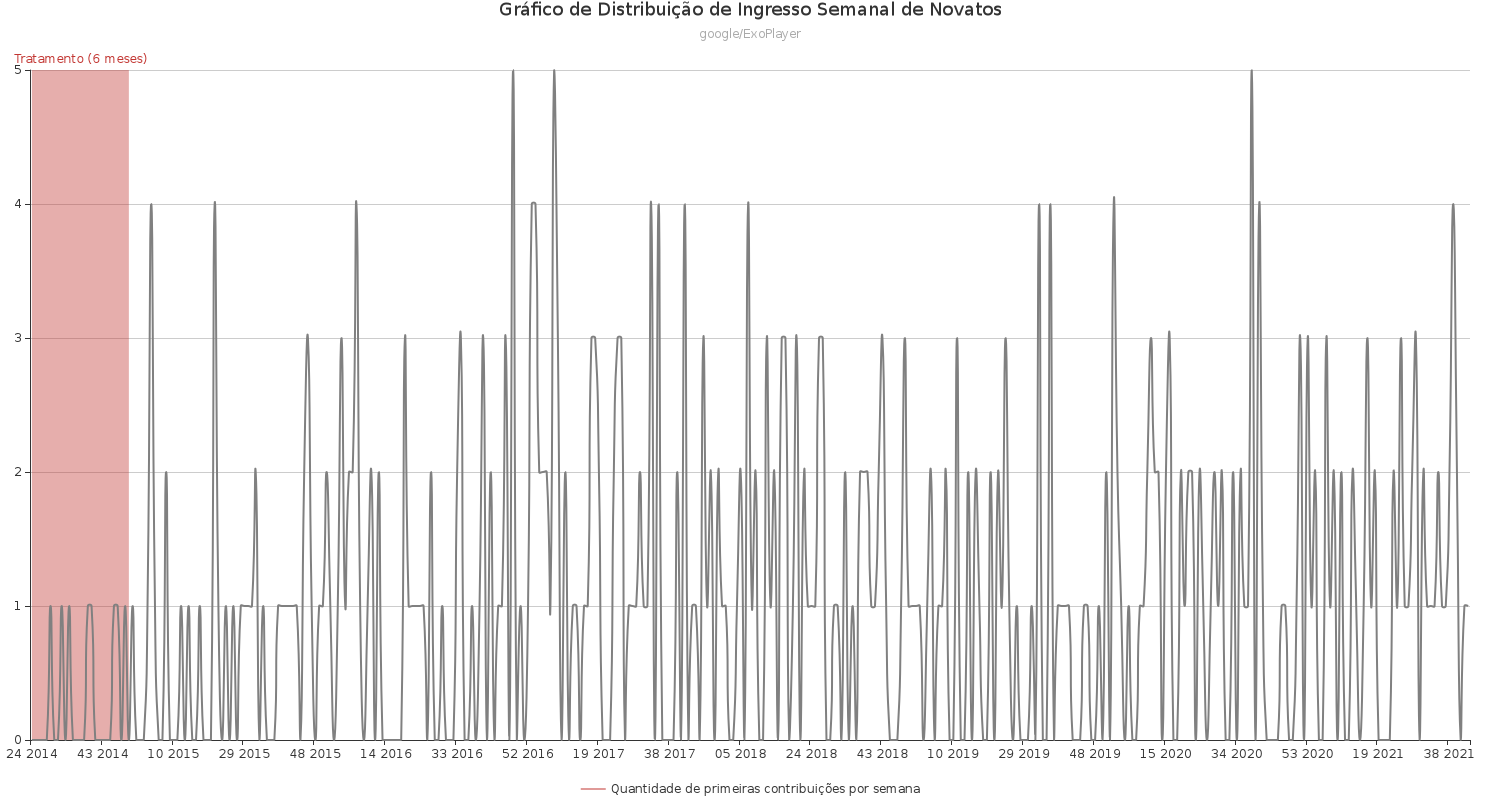 Gráfico de Distribuição de Ingresso Semanal de Novatos
google/ExoPlayer
Tratamento (6 meses)
5
4
3
2
1
0
24 2014 43 2014 10 2015 29 2015 48 2015 14 2016 33 2016 52 2016 19 2017 38 2017 05 2018 24 2018 43 2018 10 2019 29 2019 48 2019 15 2020 34 2020 53 2020 19 2021 38 2021
Quantidade de primeiras contribuições por semana